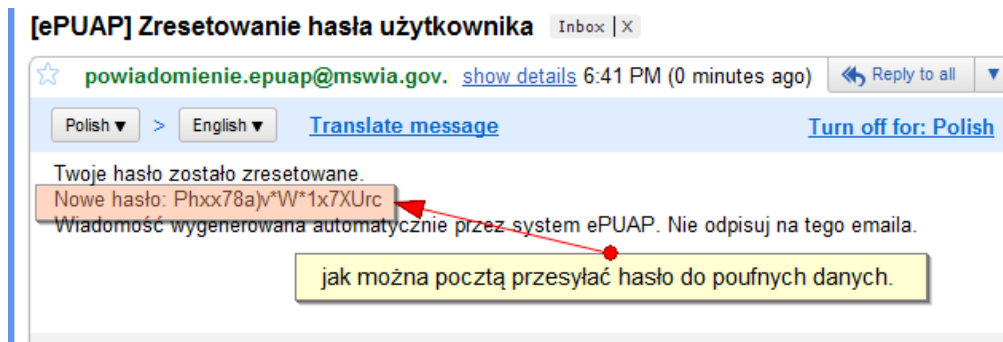 [ePUAP] Zresetowanie hasła użytkownika Inbox | X
powiadomienie.epuap@mswia.gov. show details 6:41 PM (0 minutes ago) Reply to all
Polish > English Translate message Turn off for: Polish
Twoje hasło zostało zresetowane.
Nowe hasło: Phxx78a)v*W*1x7XUrc
Wiadomość wygenerowana automatycznie przez system ePUAP. Nie odpisuj na tego emaila.
jak można pocztą przesyłać hasło do poufnych danych.